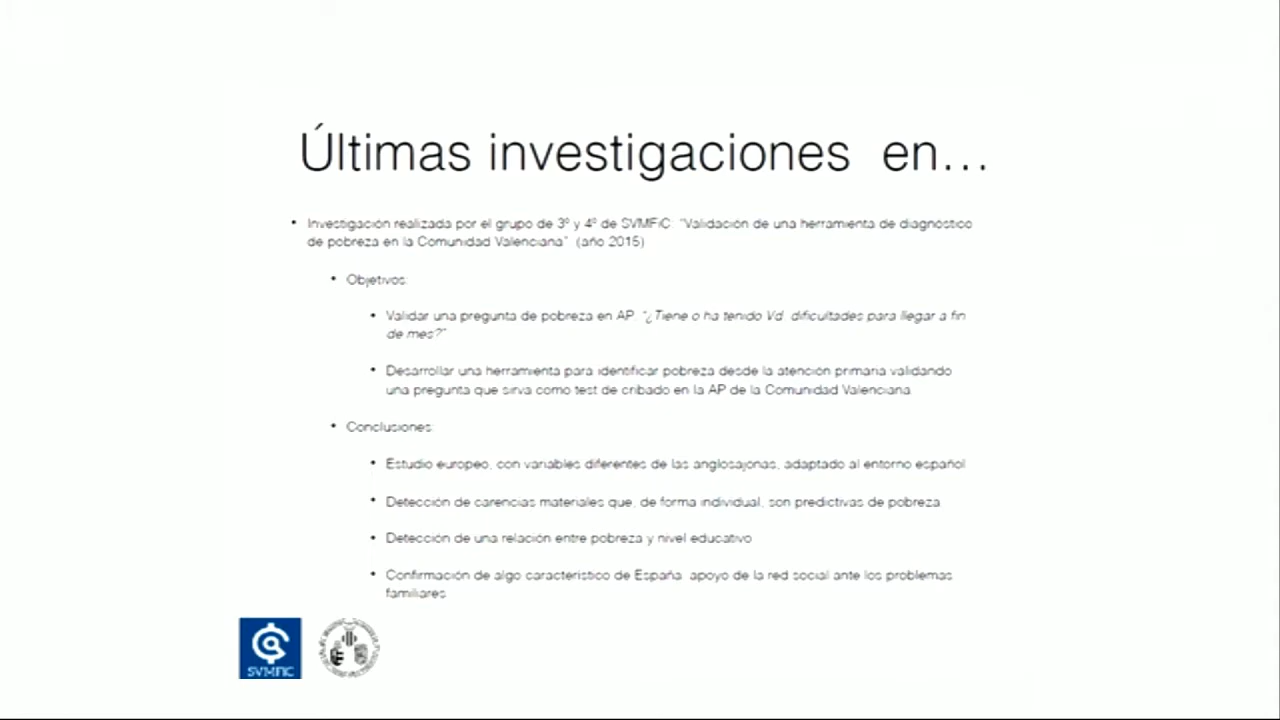 Últimas investigaciones en...
• Investigación realizada por el grupo de 3º y 4º de SVMFiC: "Validación de una herramienta de diagnóstico
de pobreza en la Comunidad Valenciana" (año 2015)
• Objetivos:
• Validar una pregunta de pobreza en AP: "¿Tiene o ha tenido Vd. dificultades para llegar a fin
de mes?"
• Desarrollar una herramienta para identificar pobreza desde la atención primaria validando
una pregunta que sirva como test de cribado en la AP de la Comunidad Valenciana.
• Conclusiones:
• Estudio europeo, con variables diferentes de las anglosajonas, adaptado al entorno español
• Detección de carencias materiales que, de forma individual, son predictivas de pobreza
• Detección de una relación entre pobreza y nivel educativo
• Confirmación de algo característico de España: apoyo de la red social ante los problemas
familiares
SVMFiC